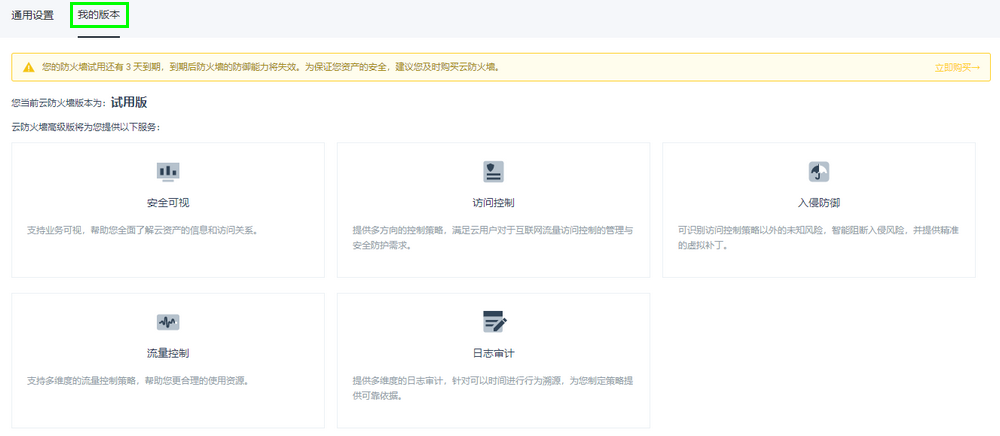 通用设置 我的版本
您的防火墙试用还有 3 天到期，到期后防火墙的防御能力将失效。为保证您资产的安全，建议您及时购买云防火墙。 立即购买→
您当前云防火墙版本为：试用版
云防火墙高级版将为您提供以下服务：
安全可视
支持业务可视，帮助您全面了解云资产的信息和访问关系。
访问控制
提供多方向的控制策略，满足云用户对于互联网流量访问控制的管理与
安全防护需求。
入侵防御
可识别访问控制策略以外的未知风险，智能阻断入侵风险，并提供精准
的虚拟补丁。
流量控制
支持多维度的流量控制策略，帮助您更合理的使用资源。
日志审计
提供多维度的日志审计，针对可以时间进行行为溯源，为您制定策略提
供可靠依据。